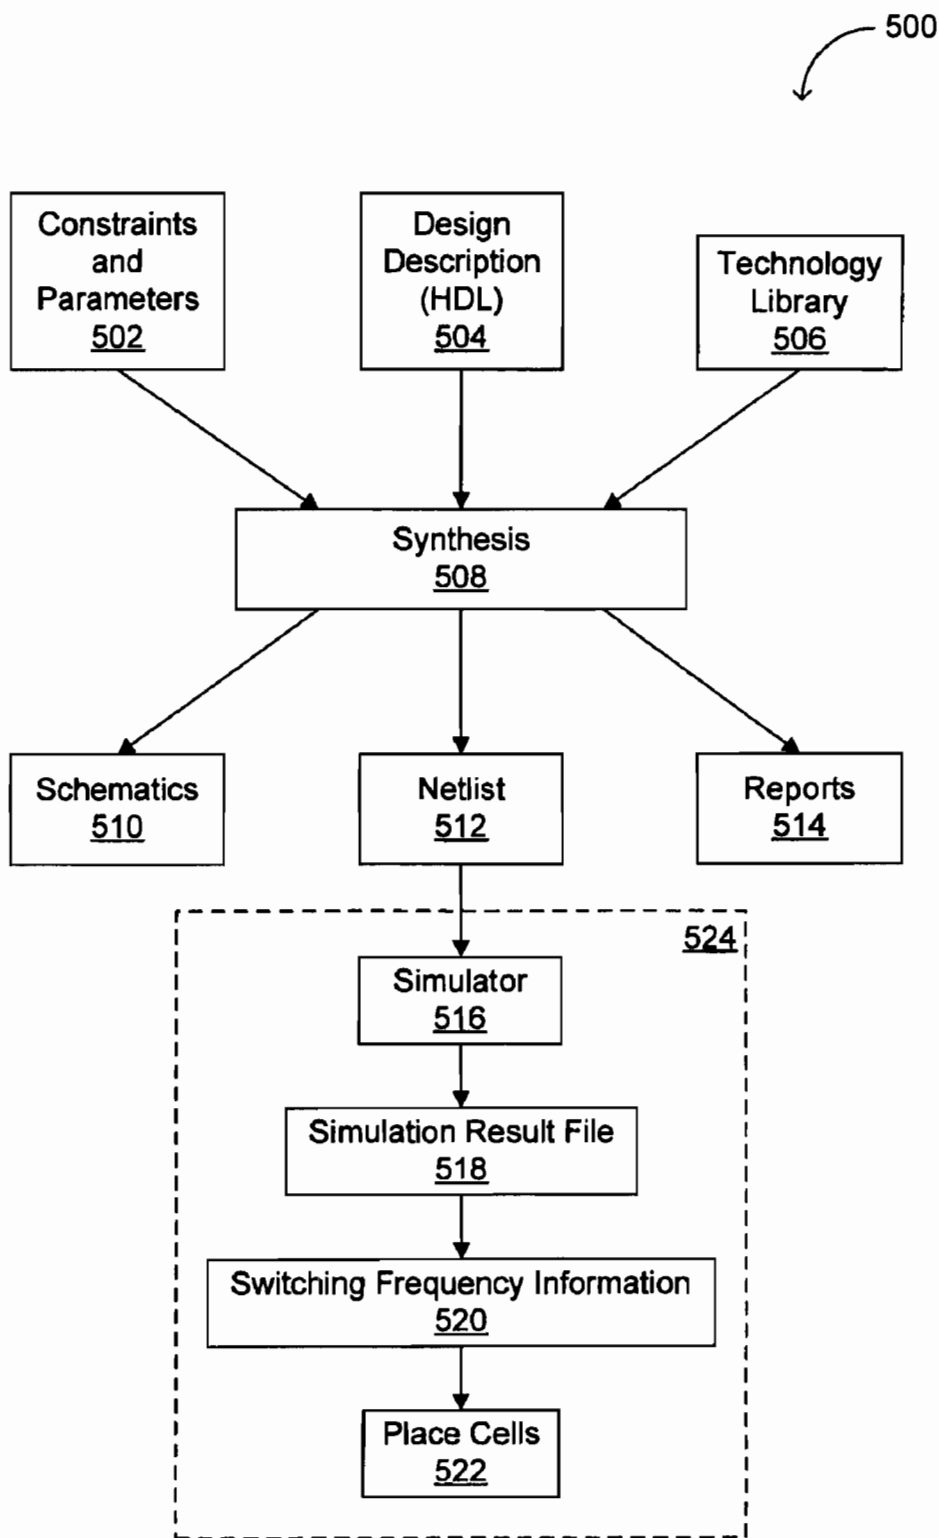 500
Constraints
and
Parameters
502
Design
Description
(HDL)
504
Technology
Library
506
Synthesis
508
Schematics
510
Netlist
512
Reports
514
524
Simulator
516
Simulation Result File
518
Switching Frequency Information
520
Place Cells
522